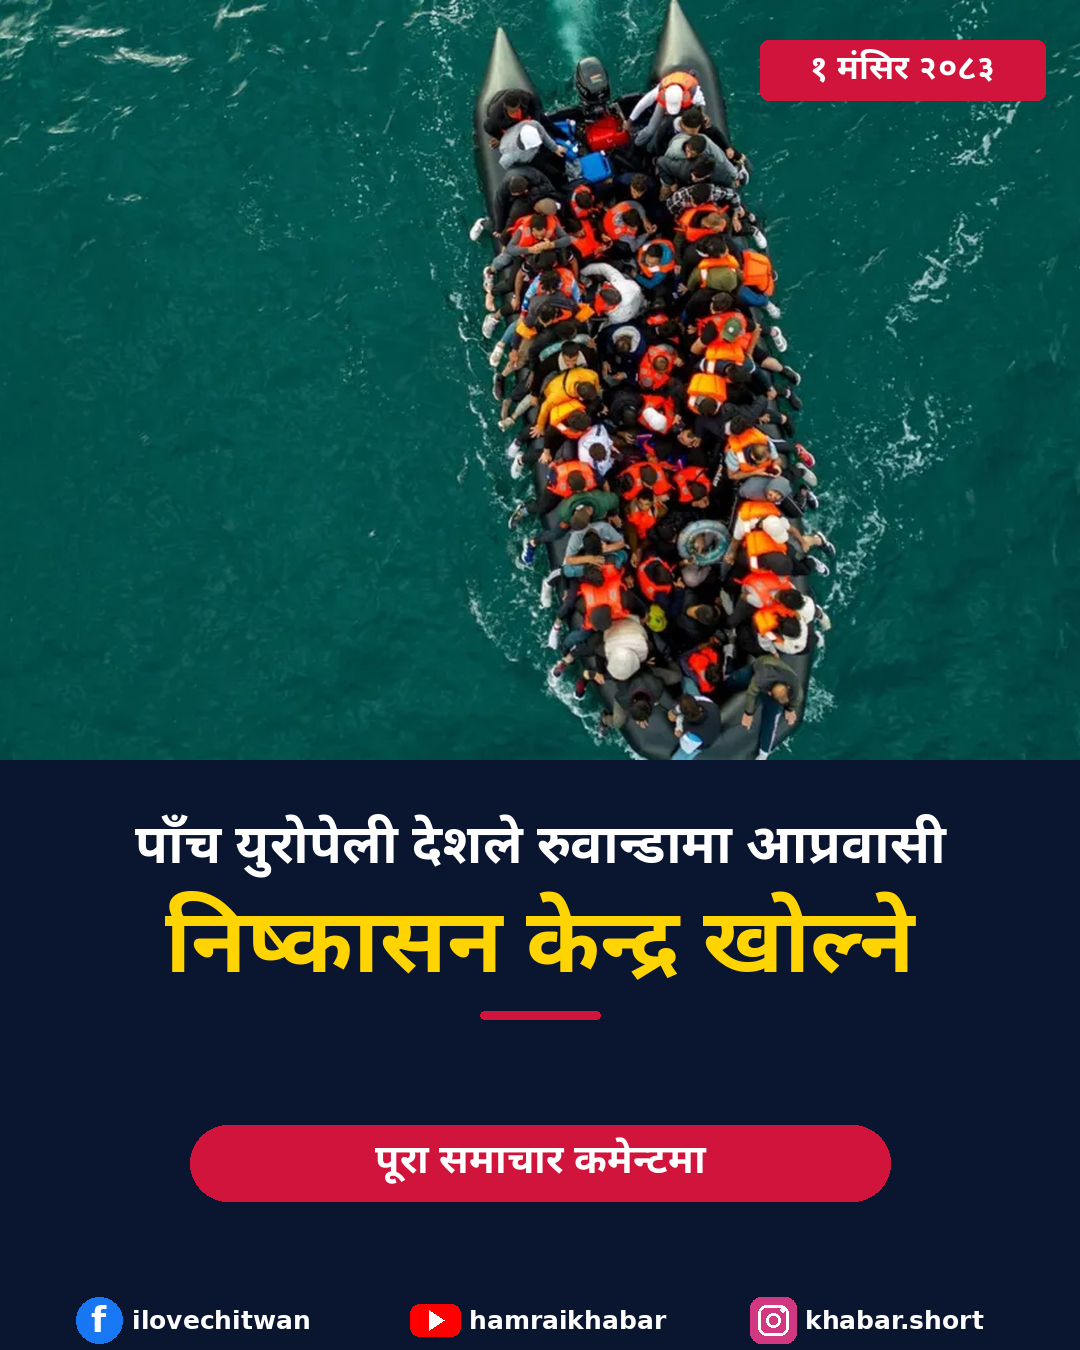 १ मंसिर २०८३
पाँच युरोपेली देशले रुवान्डामा आप्रवासी
निष्कासन केन्द्र खोल्ने
पूरा समाचार कमेन्टमा
ilovechitwan
hamraikhabar
khabar.short